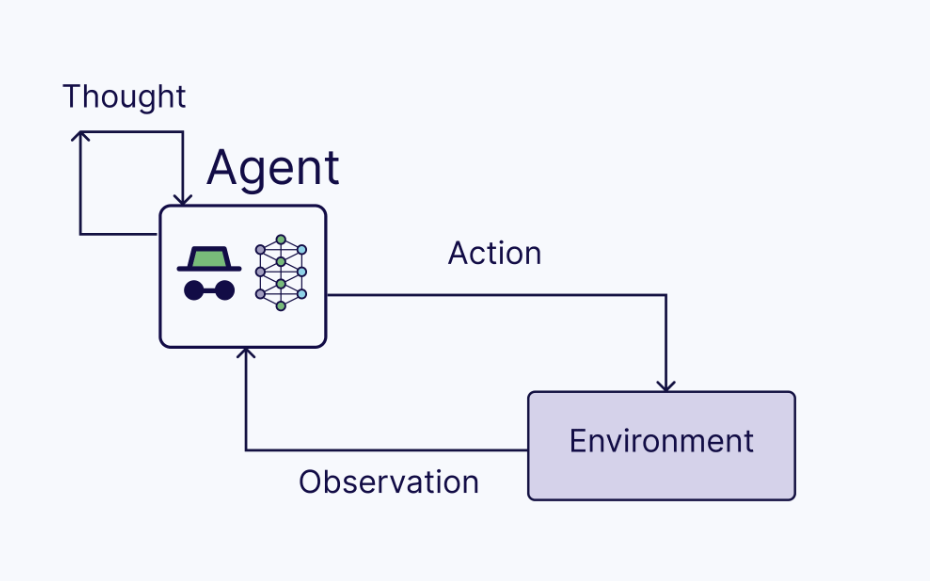 Thought
Agent
Action
Environment
Observation